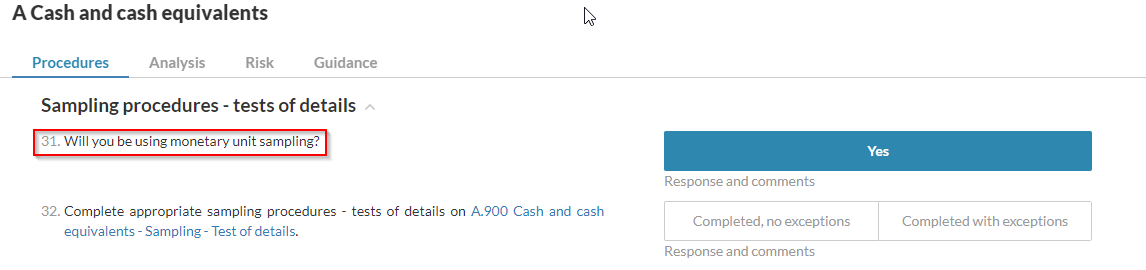 A Cash and cash equivalents
Procedures Analysis Risk Guidance
Sampling procedures - tests of details
31. Will you be using monetary unit sampling?
Yes
Response and comments
32. Complete appropriate sampling procedures - tests of details on A.900 Cash and cash
equivalents - Sampling - Test of details.
Completed, no exceptions Completed with exceptions
Response and comments